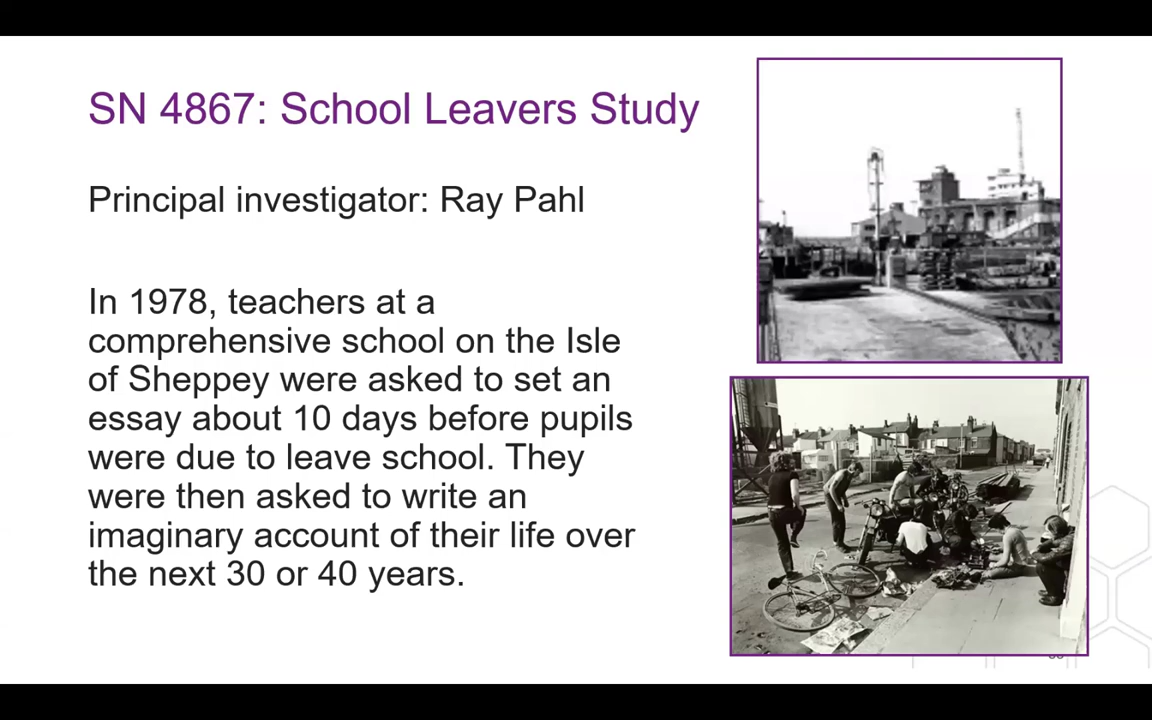 SN 4867: School Leavers Study
Principal investigator: Ray Pahl
In 1978, teachers at a
comprehensive school on the Isle
of Sheppey were asked to set an
essay about 10 days before pupils
were due to leave school. They
were then asked to write an
imaginary account of their life over
the next 30 or 40 years.